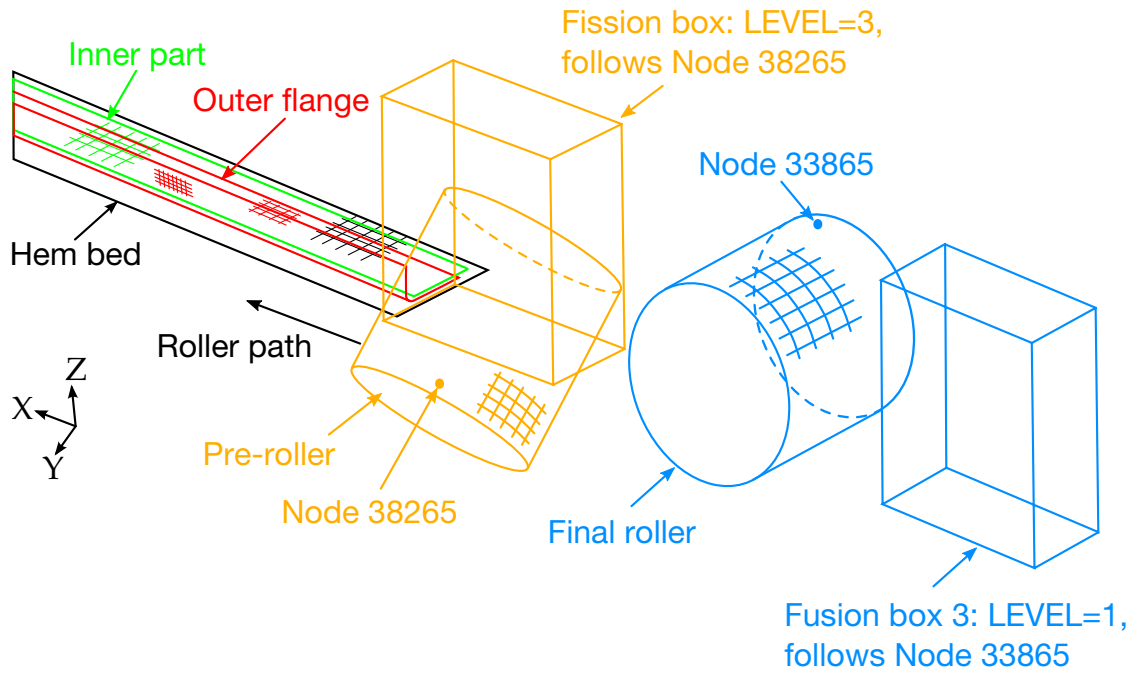 Fission box: LEVEL=3,
follows Node 38265
Inner part
Outer flange
Node 33865
Hem bed
Roller path
Z
X
Y
Pre-roller
Node 38265
Final roller
Fusion box 3: LEVEL=1,
follows Node 33865